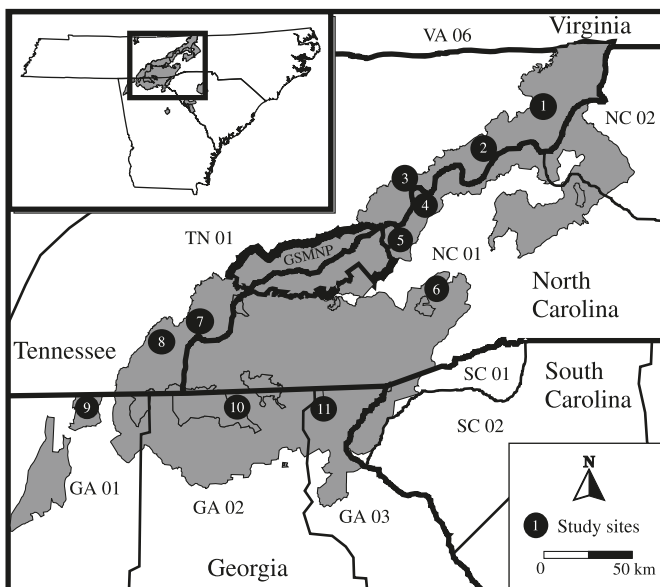 Virginia
VA 06
1
NC 02
2
3
4
TN 01
5
GSMNP
NC 01
6
North
Carolina
7
Tennessee
8
SC 01
South
Carolina
9
10
11
SC 02
GA 01
GA 02
GA 03
Georgia
N
1 Study sites
0 50 km